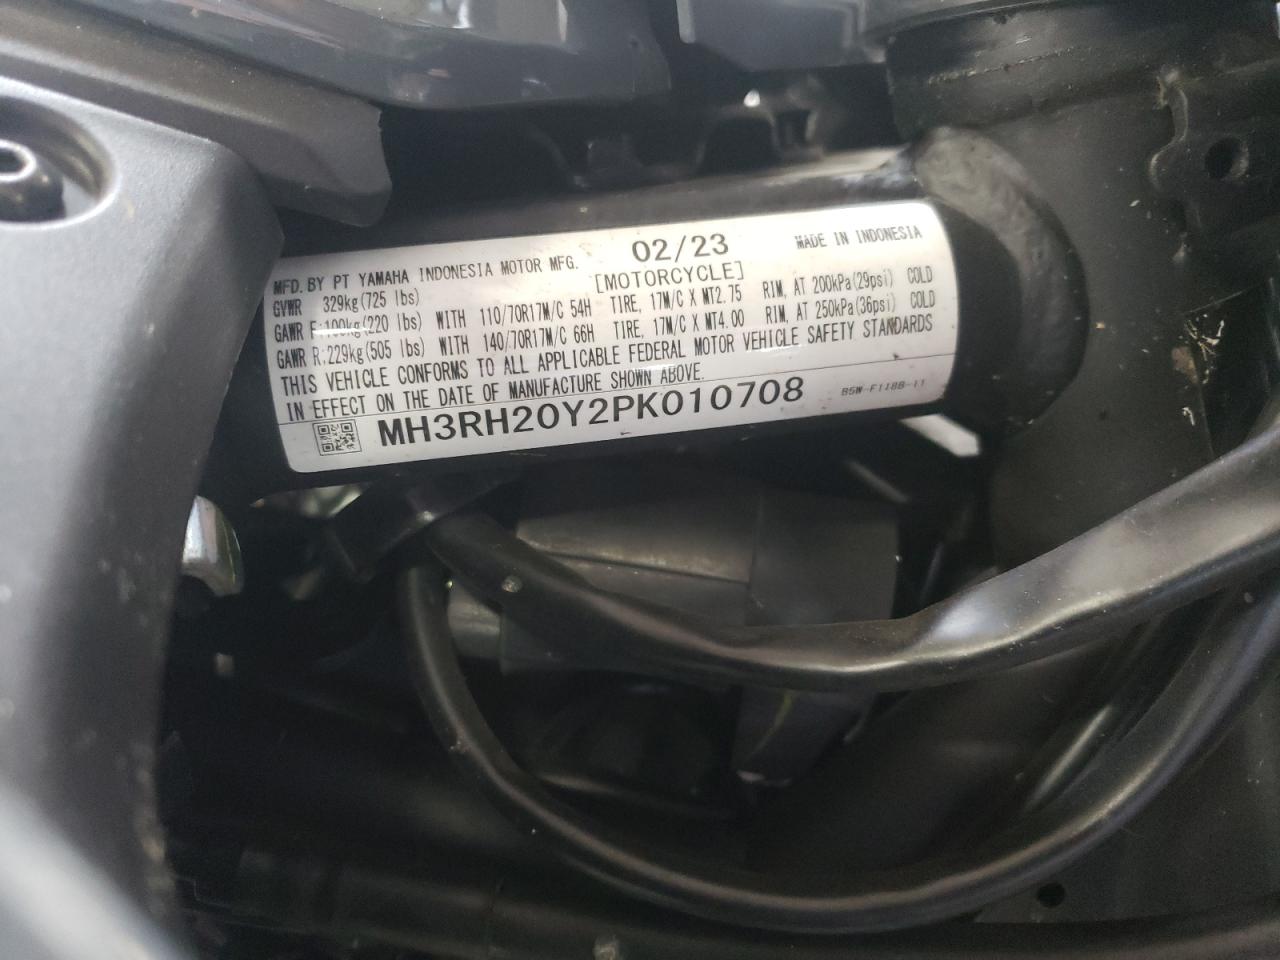 MFD. BY PT YAMAHA INDONESIA MOTOR MFG. 02/23 MADE IN INDONESIA
GVWR 329kg(725 lbs) [MOTORCYCLE]
GAWR F:100kg(220 lbs) WITH 110/70R17M/C 54H TIRE, 17M/C X MT2.75 RIM, AT 200kPa(29psi) COLD
GAWR R:229kg(505 lbs) WITH 140/70R17M/C 66H TIRE, 17M/C X MT4.00 RIM, AT 250kPa(36psi) COLD
THIS VEHICLE CONFORMS TO ALL APPLICABLE FEDERAL MOTOR VEHICLE SAFETY STANDARDS
IN EFFECT ON THE DATE OF MANUFACTURE SHOWN ABOVE.
MH3RH20Y2PK010708 B5W-F118B-11